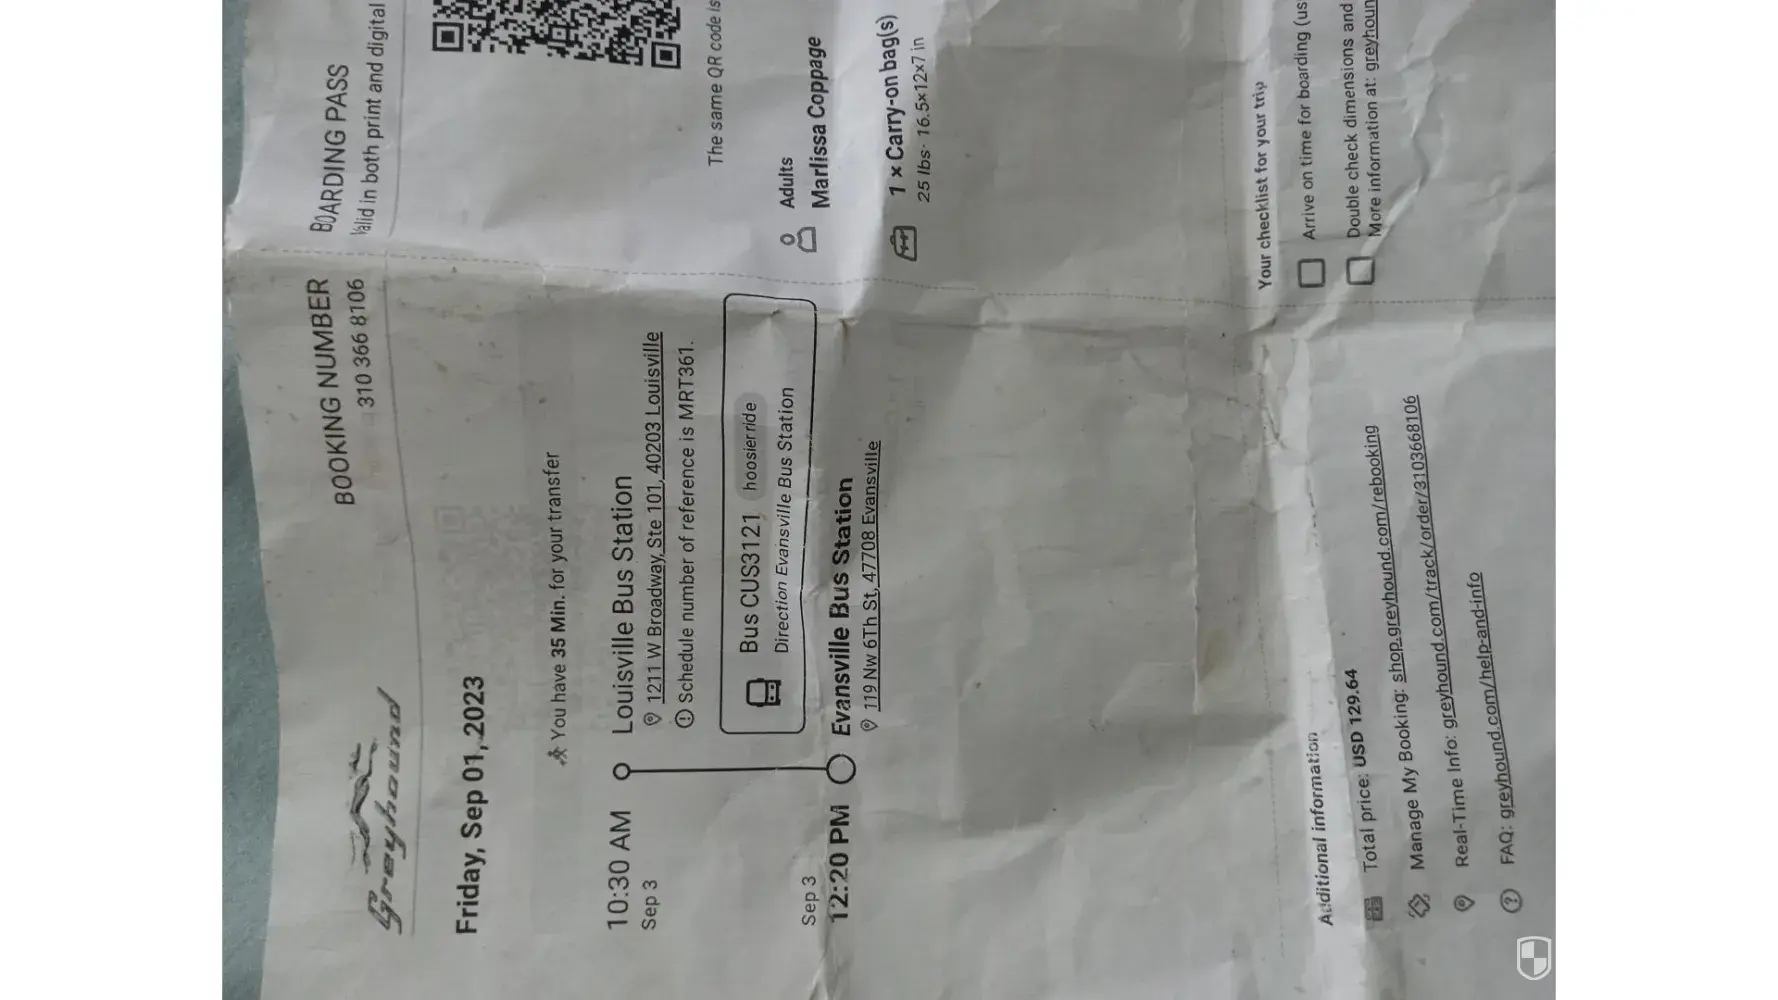 Greyhound
BOOKING NUMBER
310 366 8106
Friday, Sep 01, 2023
You have 35 Min. for your transfer
10:30 AM
Sep 3
Louisville Bus Station
1211 W Broadway, Ste 101, 40203 Louisville
Schedule number of reference is MRT361.
Bus CUS3121 hoosierride
Direction Evansville Bus Station
Sep 3
12:20 PM
Evansville Bus Station
119 Nw 6Th St, 47708 Evansville
BOARDING PASS
Valid in both print and digital
The same QR code is
Adults
Marlissa Coppage
1 × Carry-on bag(s)
25 lbs · 16.5×12×7 in
Additional information
Total price: USD 129.64
Manage My Booking: shop.greyhound.com/rebooking
Real-Time Info: greyhound.com/track/order/3103668106
FAQ: greyhound.com/help-and-info
Your checklist for your trip
Arrive on time for boarding (us
Double check dimensions and
More information at: greyhoun